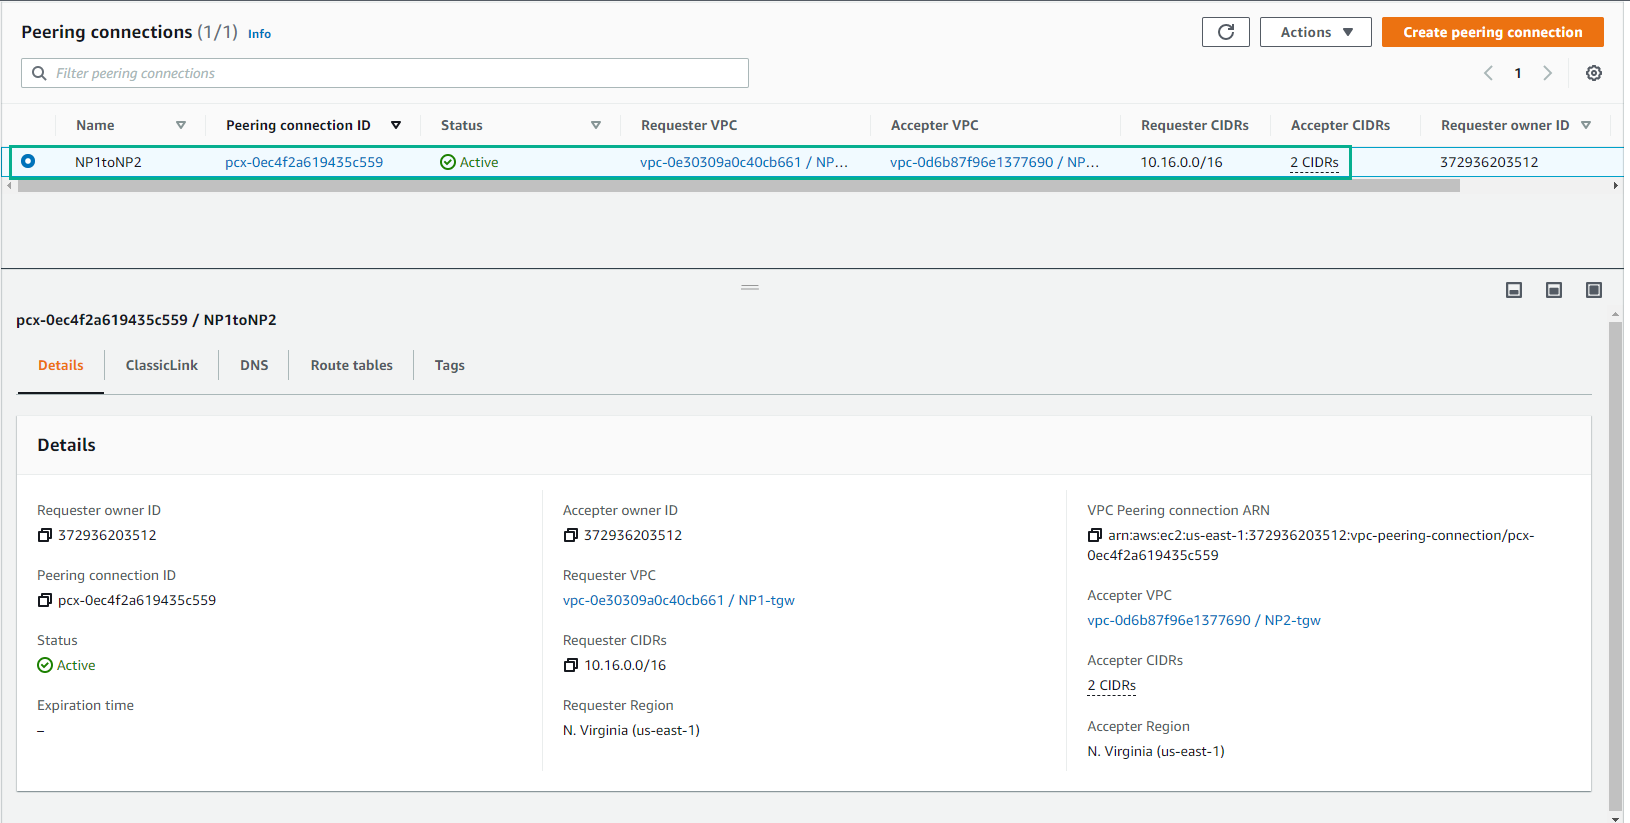 Peering connections (1/1) Info
Actions
Create peering connection
Filter peering connections
1
Name Peering connection ID Status Requester VPC Accepter VPC Requester CIDRs Accepter CIDRs Requester owner ID
NP1toNP2 pcx-0ec4f2a619435c559 Active vpc-0e30309a0c40cb661 / NP... vpc-0d6b87f96e1377690 / NP... 10.16.0.0/16 2 CIDRs 372936203512
pcx-0ec4f2a619435c559 / NP1toNP2
Details ClassicLink DNS Route tables Tags
Details
Requester owner ID
372936203512
Peering connection ID
pcx-0ec4f2a619435c559
Status
Active
Expiration time
–
Accepter owner ID
372936203512
Requester VPC
vpc-0e30309a0c40cb661 / NP1-tgw
Requester CIDRs
10.16.0.0/16
Requester Region
N. Virginia (us-east-1)
VPC Peering connection ARN
arn:aws:ec2:us-east-1:372936203512:vpc-peering-connection/pcx-
0ec4f2a619435c559
Accepter VPC
vpc-0d6b87f96e1377690 / NP2-tgw
Accepter CIDRs
2 CIDRs
Accepter Region
N. Virginia (us-east-1)